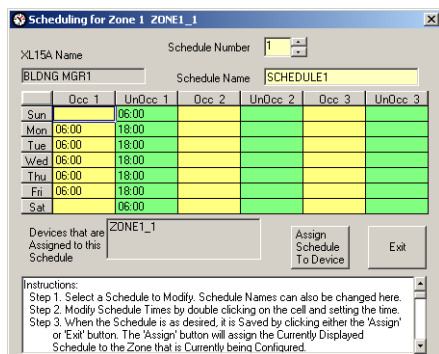 Scheduling for Zone 1 ZONE1_1
XL15A Name
Schedule Number 1
BLDNG MGR1
Schedule Name SCHEDULE1
Occ 1 UnOcc 1 Occ 2 UnOcc 2 Occ 3 UnOcc 3
Sun 06:00
Mon 06:00 18:00
Tue 06:00 18:00
Wed 06:00 18:00
Thu 06:00 18:00
Fri 06:00 18:00
Sat 06:00
Devices that are
Assigned to this
Schedule
ZONE1_1
Assign
Schedule
To Device
Exit
Instructions:
Step 1. Select a Schedule to Modify. Schedule Names can also be changed here.
Step 2. Modify Schedule Times by double clicking on the cell and setting the time.
Step 3. When the Schedule is as desired, it is Saved by clicking either the 'Assign'
or 'Exit' button. The 'Assign' button will assign the Currently Displayed
Schedule to the Zone that is Currently being Configured.